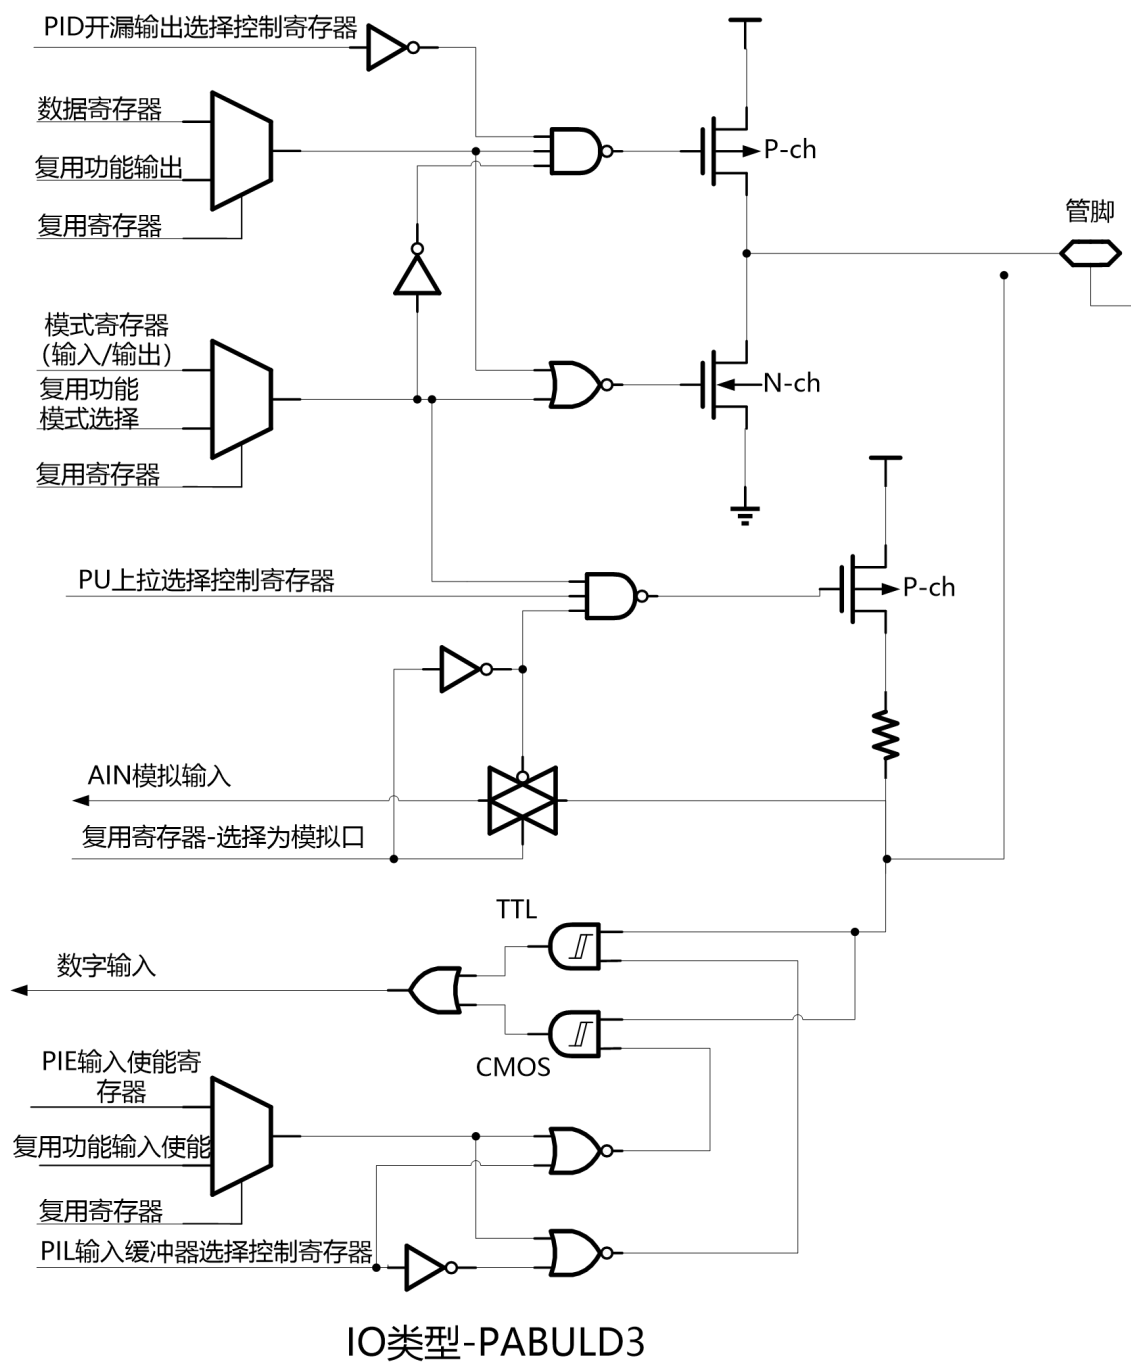 PID开漏输出选择控制寄存器
数据寄存器
复用功能输出
复用寄存器
P-ch
管脚
模式寄存器
(输入/输出)
复用功能
模式选择
复用寄存器
N-ch
PU上拉选择控制寄存器
P-ch
AIN模拟输入
复用寄存器-选择为模拟口
TTL
数字输入
CMOS
PIE输入使能寄
存器
复用功能输入使能
复用寄存器
PIL输入缓冲器选择控制寄存器
IO类型-PABULD3